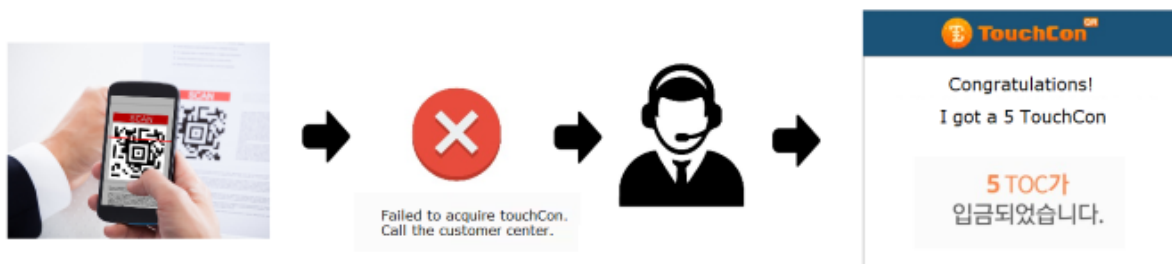 SCAN
SCAN
Failed to acquire touchCon.
Call the customer center.
TouchCon QR
Congratulations!
I got a 5 TouchCon
5 TOC가
입금되었습니다.